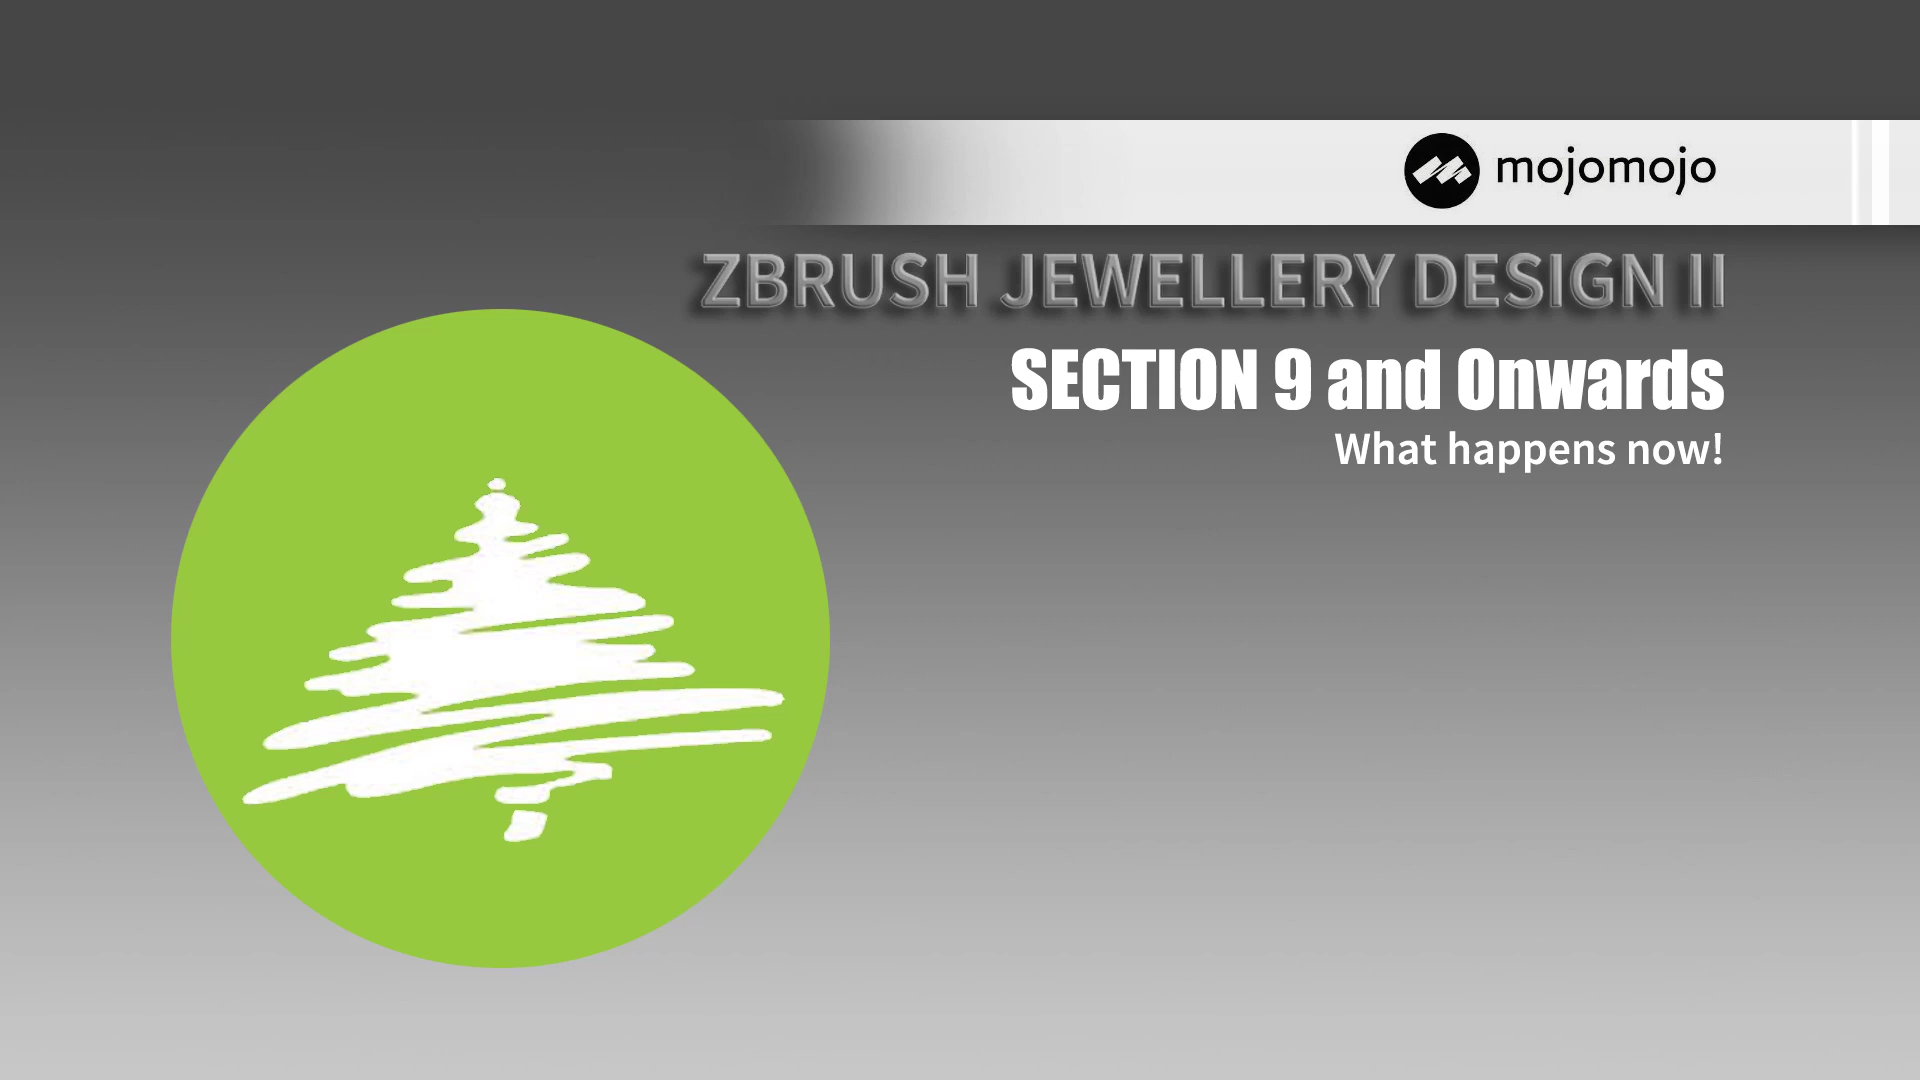 mojomojo
ZBRUSH JEWELLERY DESIGN II
SECTION 9 and Onwards
What happens now!